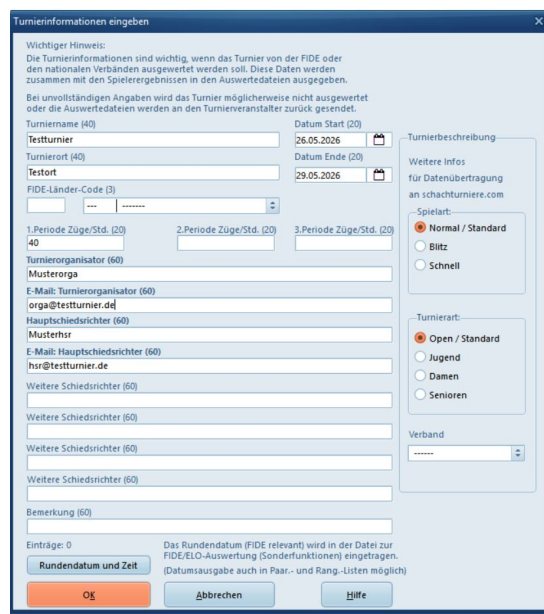 Turnierinformationen eingeben
Wichtiger Hinweis:
Die Turnierinformationen sind wichtig, wenn das Turnier von der FIDE oder
den nationalen Verbänden ausgewertet werden soll. Diese Daten werden
zusammen mit den Spielerergebnissen in den Auswertedateien ausgegeben.
Bei unvollständigen Angaben wird das Turnier möglicherweise nicht ausgewertet
oder die Auswertedateien werden an den Turnierveranstalter zurück gesendet.
Turniername (40)
Testturnier
Datum Start (20)
26.05.2026
Turnierort (40)
Testort
Datum Ende (20)
29.05.2026
FIDE-Länder-Code (3)
--- -------
1.Periode Züge/Std. (20) 2.Periode Züge/Std. (20) 3.Periode Züge/Std. (20)
40
Turnierorganisator (60)
Musterorga
E-Mail: Turnierorganisator (60)
orga@testturnier.de
Hauptschiedsrichter (60)
Musterhsr
E-Mail: Hauptschiedsrichter (60)
hsr@testturnier.de
Weitere Schiedsrichter (60)
Weitere Schiedsrichter (60)
Weitere Schiedsrichter (60)
Weitere Schiedsrichter (60)
Bemerkung (60)
Einträge: 0
Rundendatum und Zeit
Das Rundendatum (FIDE relevant) wird in der Datei zur
FIDE/ELO-Auswertung (Sonderfunktionen) eingetragen.
(Datumsausgabe auch in Paar.- und Rang.-Listen möglich)
OK Abbrechen Hilfe
Turnierbeschreibung
Weitere Infos
für Datenübertragung
an schachturniere.com
Spielart:
Normal / Standard
Blitz
Schnell
Turnierart:
Open / Standard
Jugend
Damen
Senioren
Verband
------